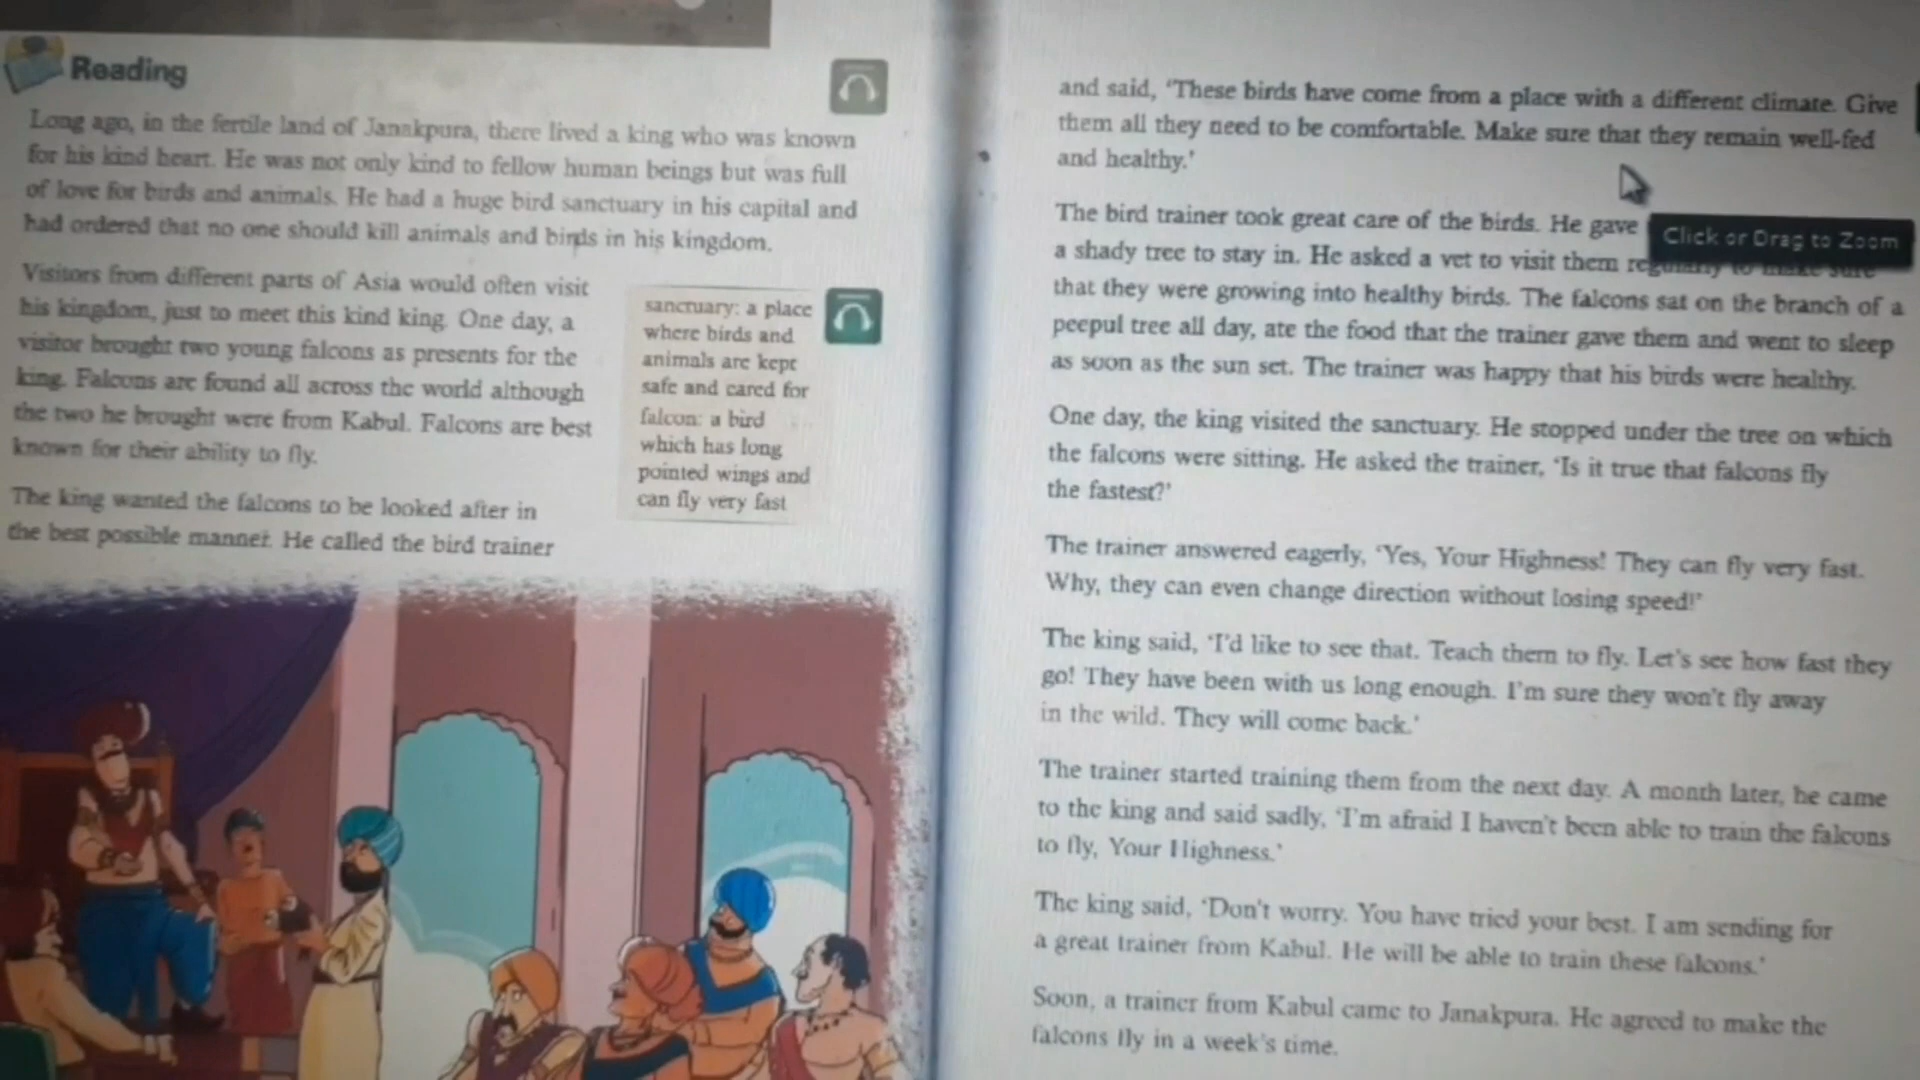 Reading
Long ago, in the fertile land of Janakpura, there lived a king who was known
for his kind heart. He was not only kind to fellow human beings but was full
of love for birds and animals. He had a huge bird sanctuary in his capital and
had ordered that no one should kill animals and birds in his kingdom.
Visitors from different parts of Asia would often visit
his kingdom, just to meet this kind king. One day, a
visitor brought two young falcons as presents for the
king. Falcons are found all across the world although
the two he brought were from Kabul. Falcons are best
known for their ability to fly.
sanctuary: a place
where birds and
animals are kept
safe and cared for
falcon: a bird
which has long
pointed wings and
can fly very fast
The king wanted the falcons to be looked after in
the best possible manner. He called the bird trainer
and said, ‘These birds have come from a place with a different climate. Give
them all they need to be comfortable. Make sure that they remain well-fed
and healthy.’
The bird trainer took great care of the birds. He gave
Click or Drag to Zoom
a shady tree to stay in. He asked a vet to visit them regularly to make sure
that they were growing into healthy birds. The falcons sat on the branch of a
peepul tree all day, ate the food that the trainer gave them and went to sleep
as soon as the sun set. The trainer was happy that his birds were healthy.
One day, the king visited the sanctuary. He stopped under the tree on which
the falcons were sitting. He asked the trainer, ‘Is it true that falcons fly
the fastest?’
The trainer answered eagerly, ‘Yes, Your Highness! They can fly very fast.
Why, they can even change direction without losing speed!’
The king said, ‘I’d like to see that. Teach them to fly. Let’s see how fast they
go! They have been with us long enough. I’m sure they won’t fly away
in the wild. They will come back.’
The trainer started training them from the next day. A month later, he came
to the king and said sadly, ‘I’m afraid I haven’t been able to train the falcons
to fly, Your Highness.’
The king said, ‘Don’t worry. You have tried your best. I am sending for
a great trainer from Kabul. He will be able to train these falcons.’
Soon, a trainer from Kabul came to Janakpura. He agreed to make the
falcons fly in a week’s time.